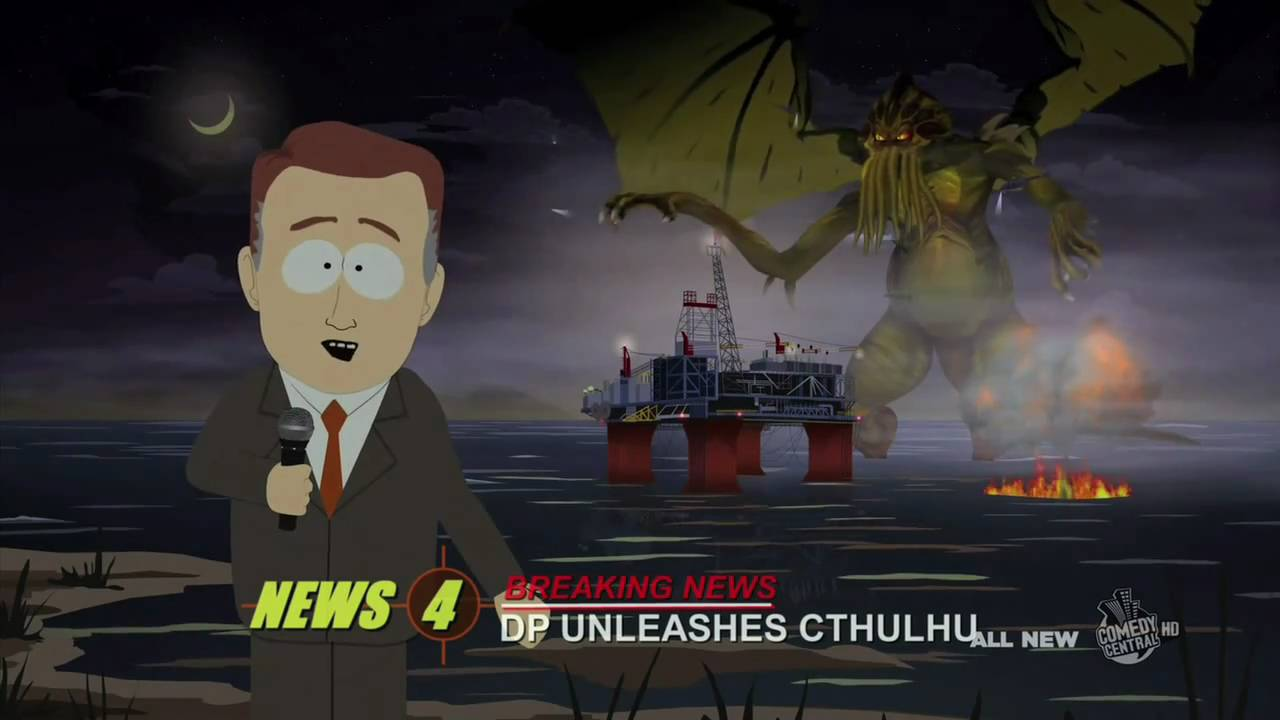 NEWS 4
BREAKING NEWS
DP UNLEASHES CTHULHU
ALL NEW
COMEDY
CENTRAL
HD